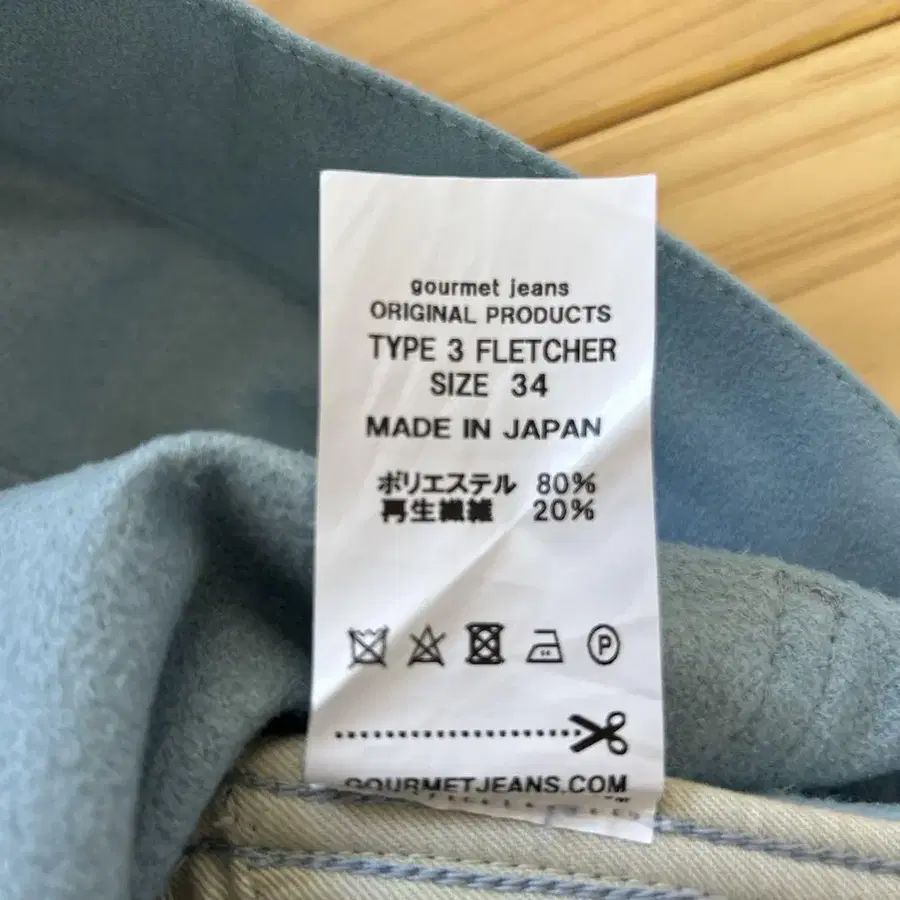 gourmet jeans
ORIGINAL PRODUCTS
TYPE 3 FLETCHER
SIZE 34
MADE IN JAPAN
ポリエステル 80%
再生繊維 20%
P
GOURMETJEANS.COM